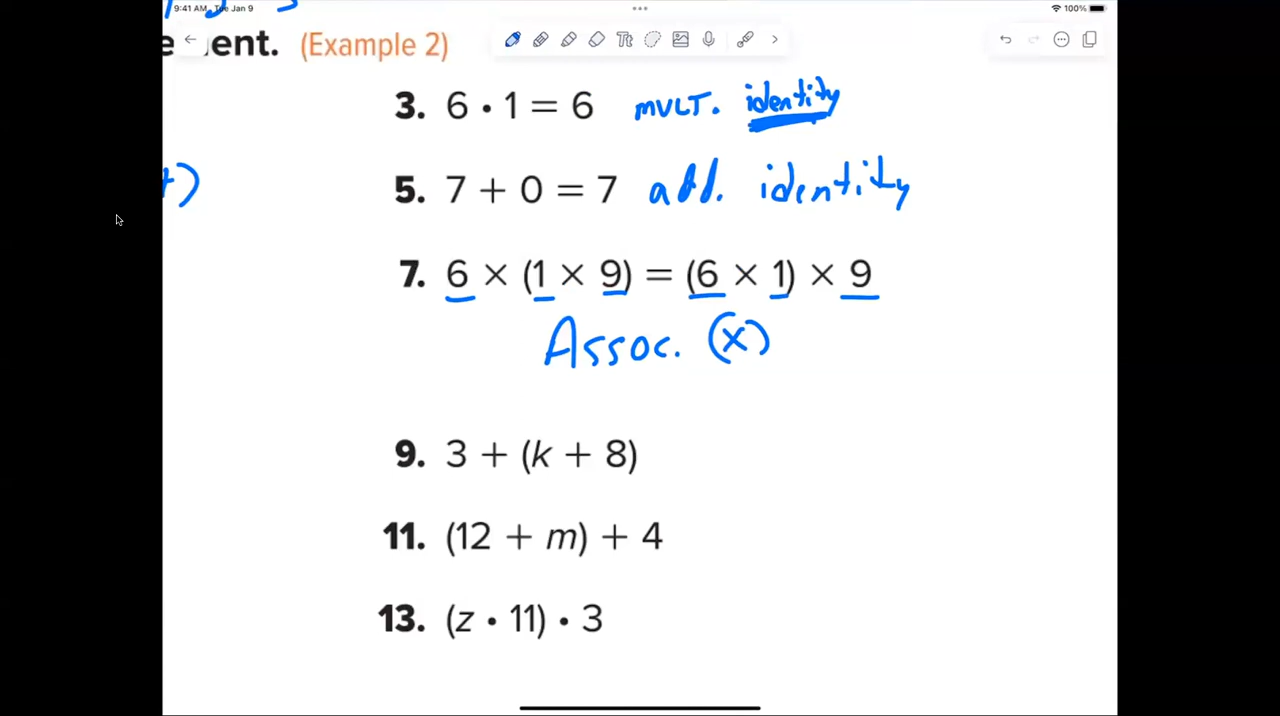 9:41 AM Tue Jan 9
100%
ent. (Example 2)
3. 6 • 1 = 6 MULT. identity
5. 7 + 0 = 7 add. identity
7. 6 × (1 × 9) = (6 × 1) × 9
Assoc. (x)
9. 3 + (k + 8)
11. (12 + m) + 4
13. (z • 11) • 3